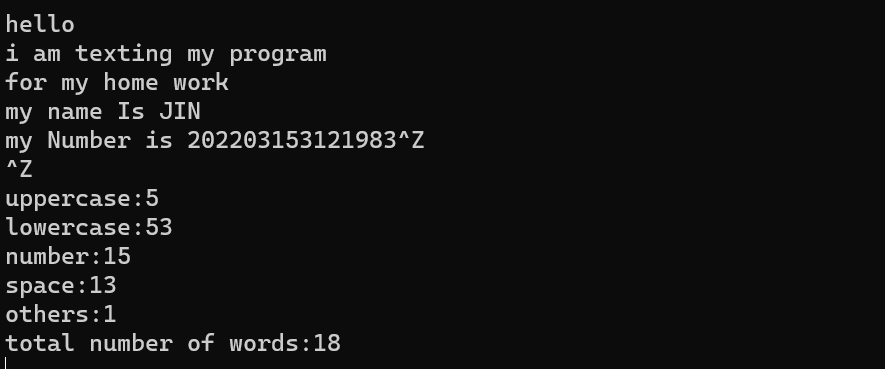 hello
i am texting my program
for my home work
my name Is JIN
my Number is 202203153121983^Z
^Z
uppercase:5
lowercase:53
number:15
space:13
others:1
total number of words:18